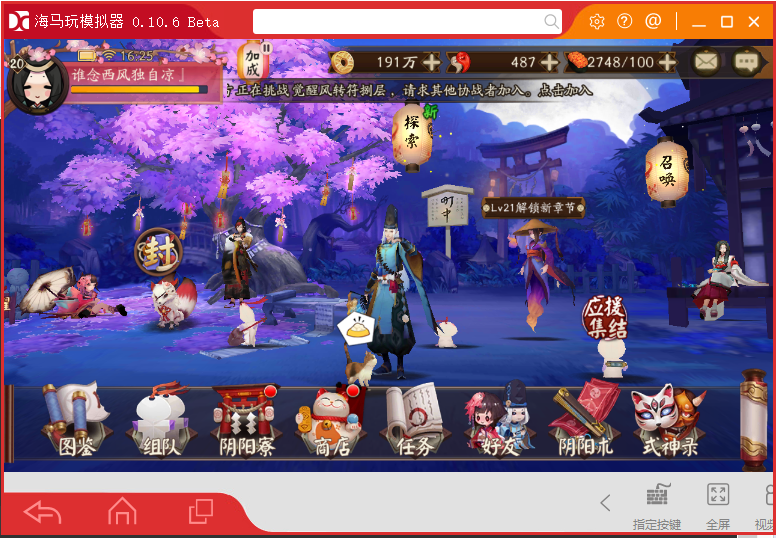 海马玩模拟器 0.10.6 Beta
16:25
20
谁念西风独自凉丿
加成
191万
487
2748/100
正在挑战 觉醒风转符捌层 ，请求其他协战者加入。点击加入
新
探索
召唤
町中
Lv21解锁新章节
封
应援
集结
图鉴
组队
阴阳寮
商店
任务
好友
阴阳术
式神录
指定按键
全屏
视频